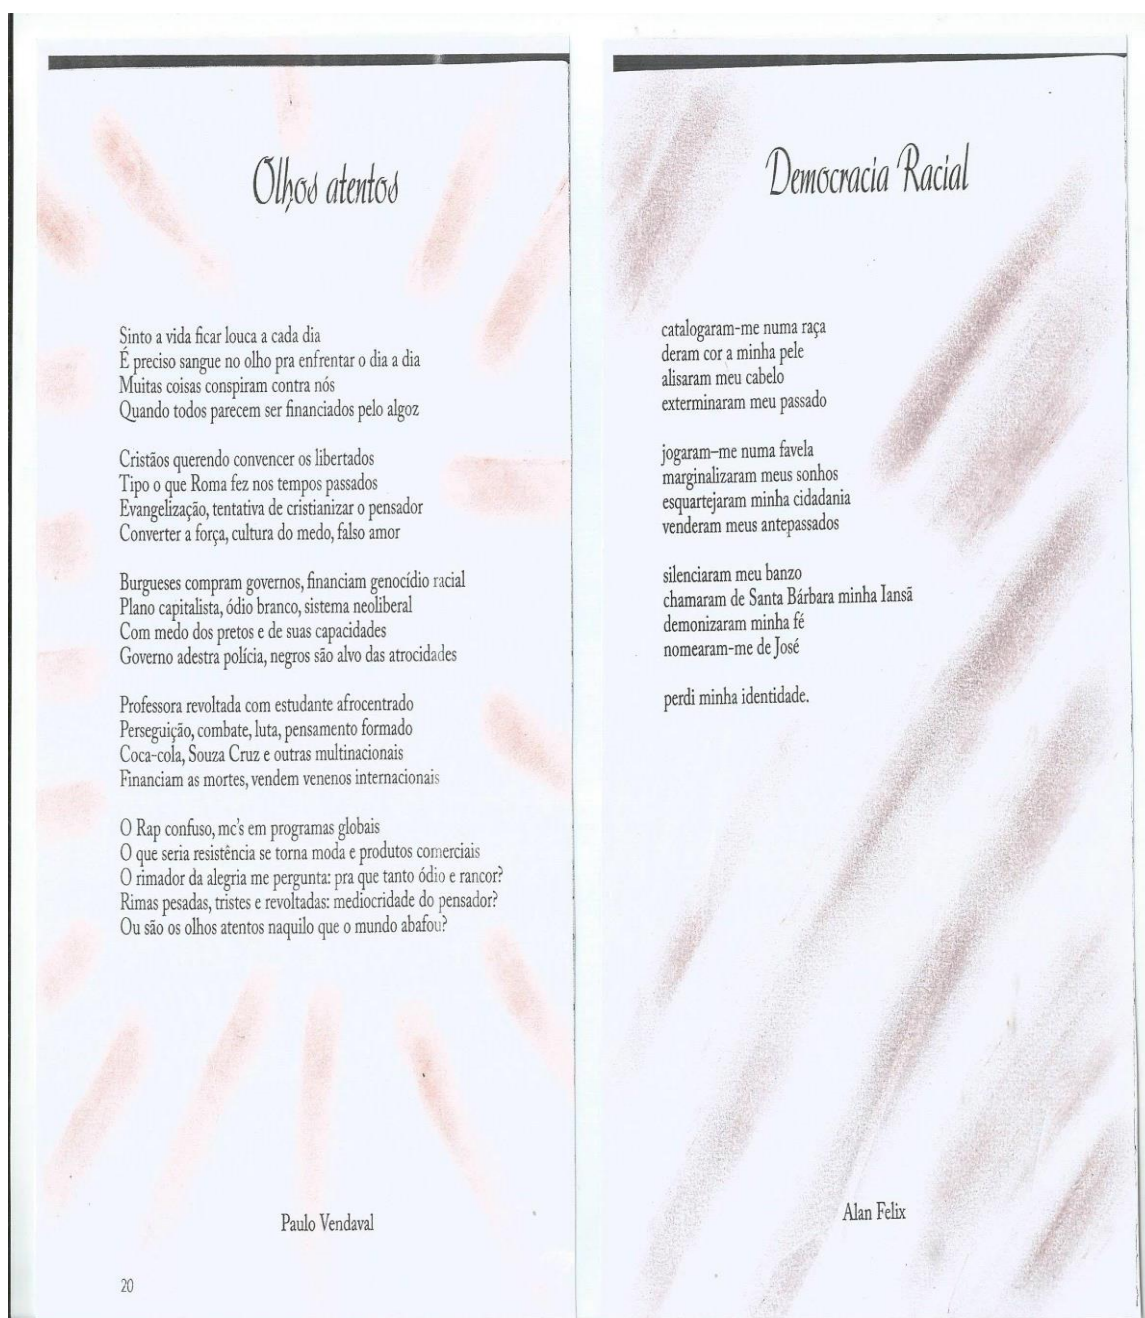 Olhos atentos
Sinto a vida ficar louca a cada dia
É preciso sangue no olho pra enfrentar o dia a dia
Muitas coisas conspiram contra nós
Quando todos parecem ser financiados pelo algoz
Cristãos querendo convencer os libertados
Tipo o que Roma fez nos tempos passados
Evangelização, tentativa de cristianizar o pensador
Converter a força, cultura do medo, falso amor
Burgueses compram governos, financiam genocídio racial
Plano capitalista, ódio branco, sistema neoliberal
Com medo dos pretos e de suas capacidades
Governo adestra polícia, negros são alvo das atrocidades
Professora revoltada com estudante afrocentrado
Perseguição, combate, luta, pensamento formado
Coca-cola, Souza Cruz e outras multinacionais
Financiam as mortes, vendem venenos internacionais
O Rap confuso, mc's em programas globais
O que seria resistência se torna moda e produtos comerciais
O rimador da alegria me pergunta: pra que tanto ódio e rancor?
Rimas pesadas, tristes e revoltadas: mediocridade do pensador?
Ou são os olhos atentos naquilo que o mundo abafou?
Paulo Vendaval
20
Democracia Racial
catalogaram-me numa raça
deram cor a minha pele
alisaram meu cabelo
exterminaram meu passado
jogaram–me numa favela
marginalizaram meus sonhos
esquartejaram minha cidadania
venderam meus antepassados
silenciaram meu banzo
chamaram de Santa Bárbara minha Iansã
demonizaram minha fé
nomearam-me de José
perdi minha identidade.
Alan Felix